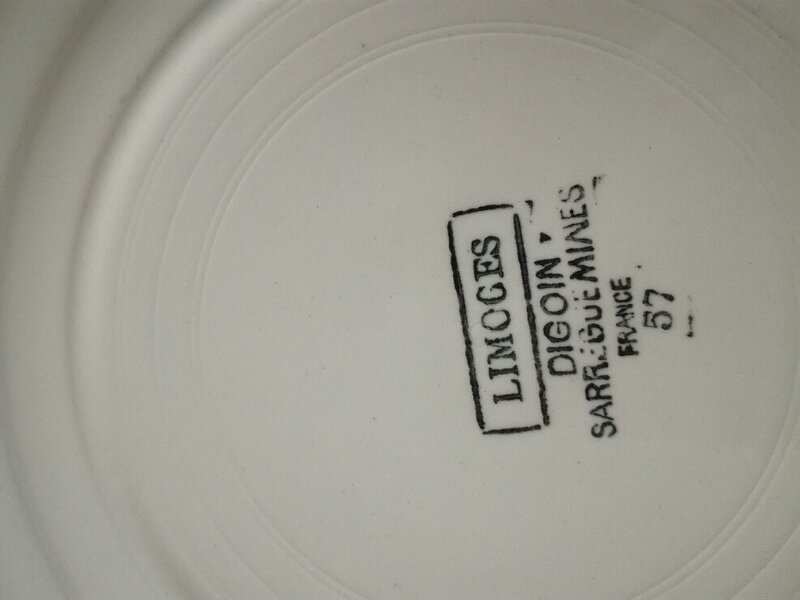 LIMOGES
DIGOIN
SARREGUEMINES
FRANCE
57